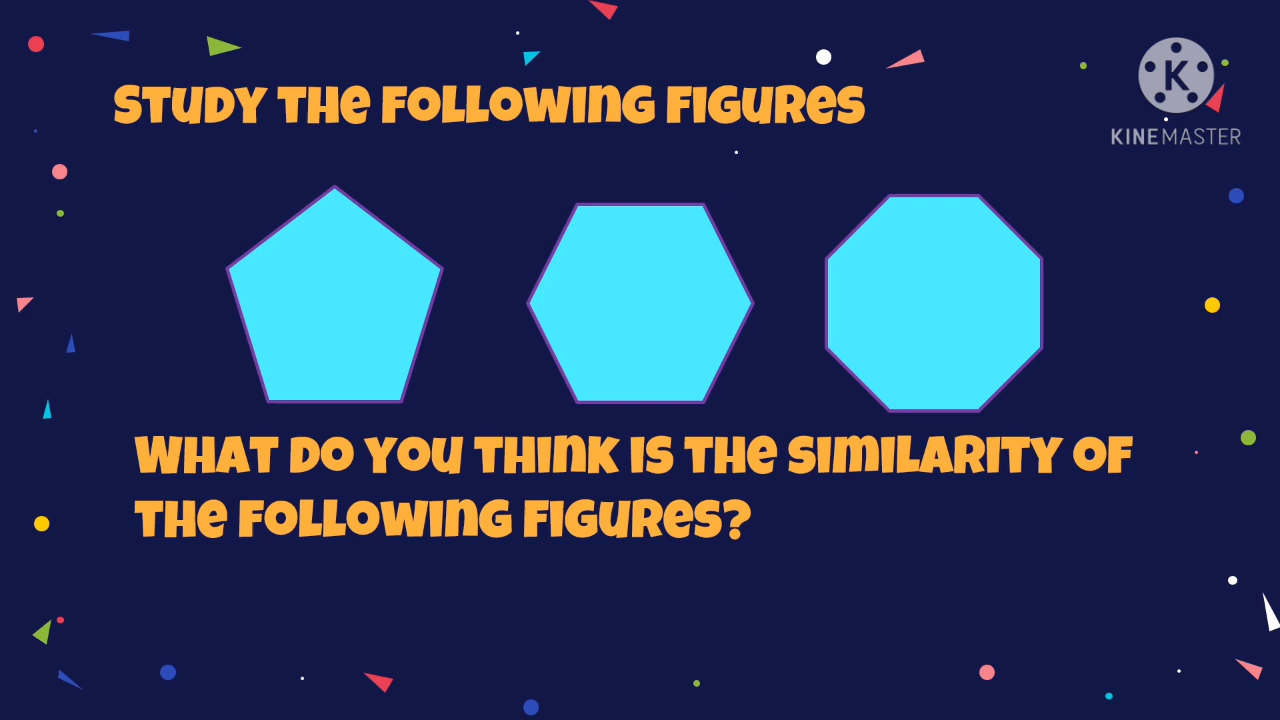 STUDY THE FOLLOWING FIGURES
WHAT DO YOU THINK IS THE SIMILARITY OF
THE FOLLOWING FIGURES?
K
KINEMASTER